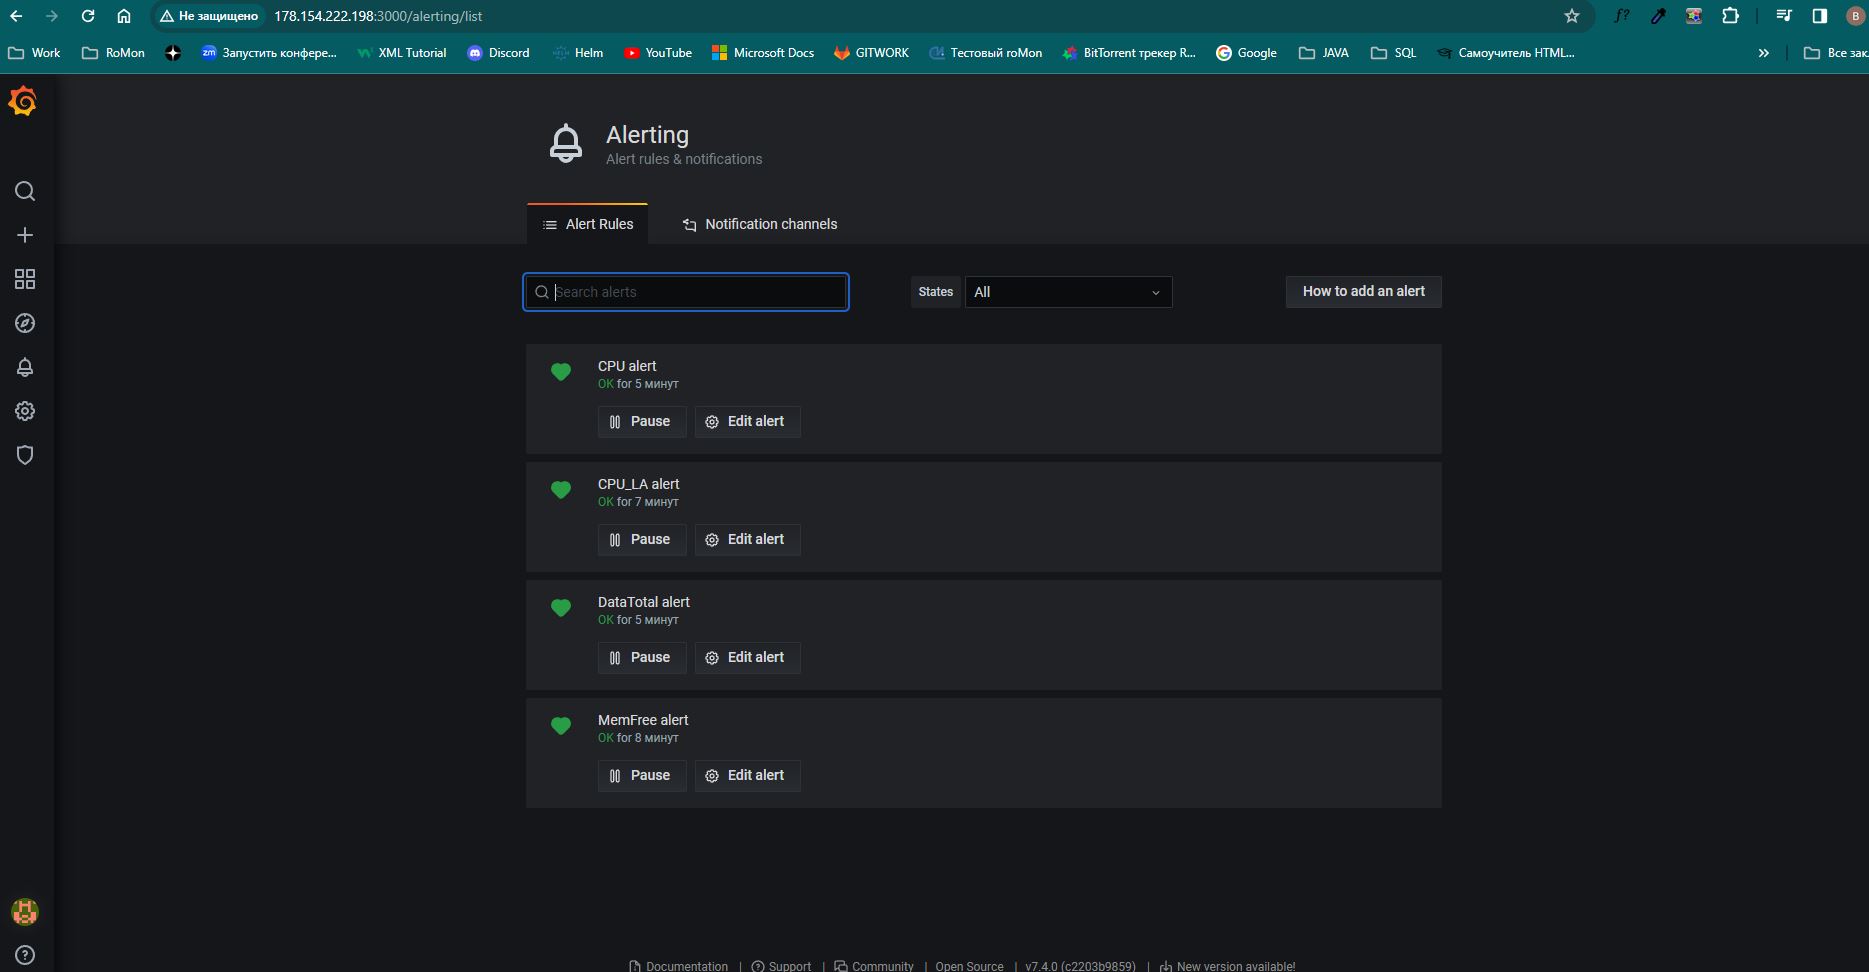 Не защищено 178.154.222.198:3000/alerting/list f? B
Work RoMon zm Запустить конфере... XML Tutorial Discord Helm YouTube Microsoft Docs GITWORK Тестовый roMon BitTorrent трекер R... Google JAVA SQL Самоучитель HTML... » Все зак
Alerting
Alert rules & notifications
Alert Rules Notification channels
Search alerts States All How to add an alert
CPU alert
OK for 5 минут
Pause Edit alert
CPU_LA alert
OK for 7 минут
Pause Edit alert
DataTotal alert
OK for 5 минут
Pause Edit alert
MemFree alert
OK for 8 минут
Pause Edit alert
Documentation | Support | Community | Open Source | v7.4.0 (c2203b9859) | New version available!